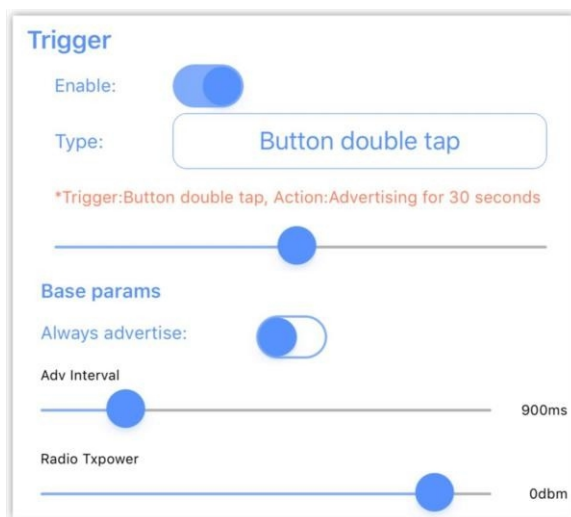 Trigger
Enable:
Type: Button double tap
*Trigger:Button double tap, Action:Advertising for 30 seconds
Base params
Always advertise:
Adv Interval
900ms
Radio Txpower
0dbm